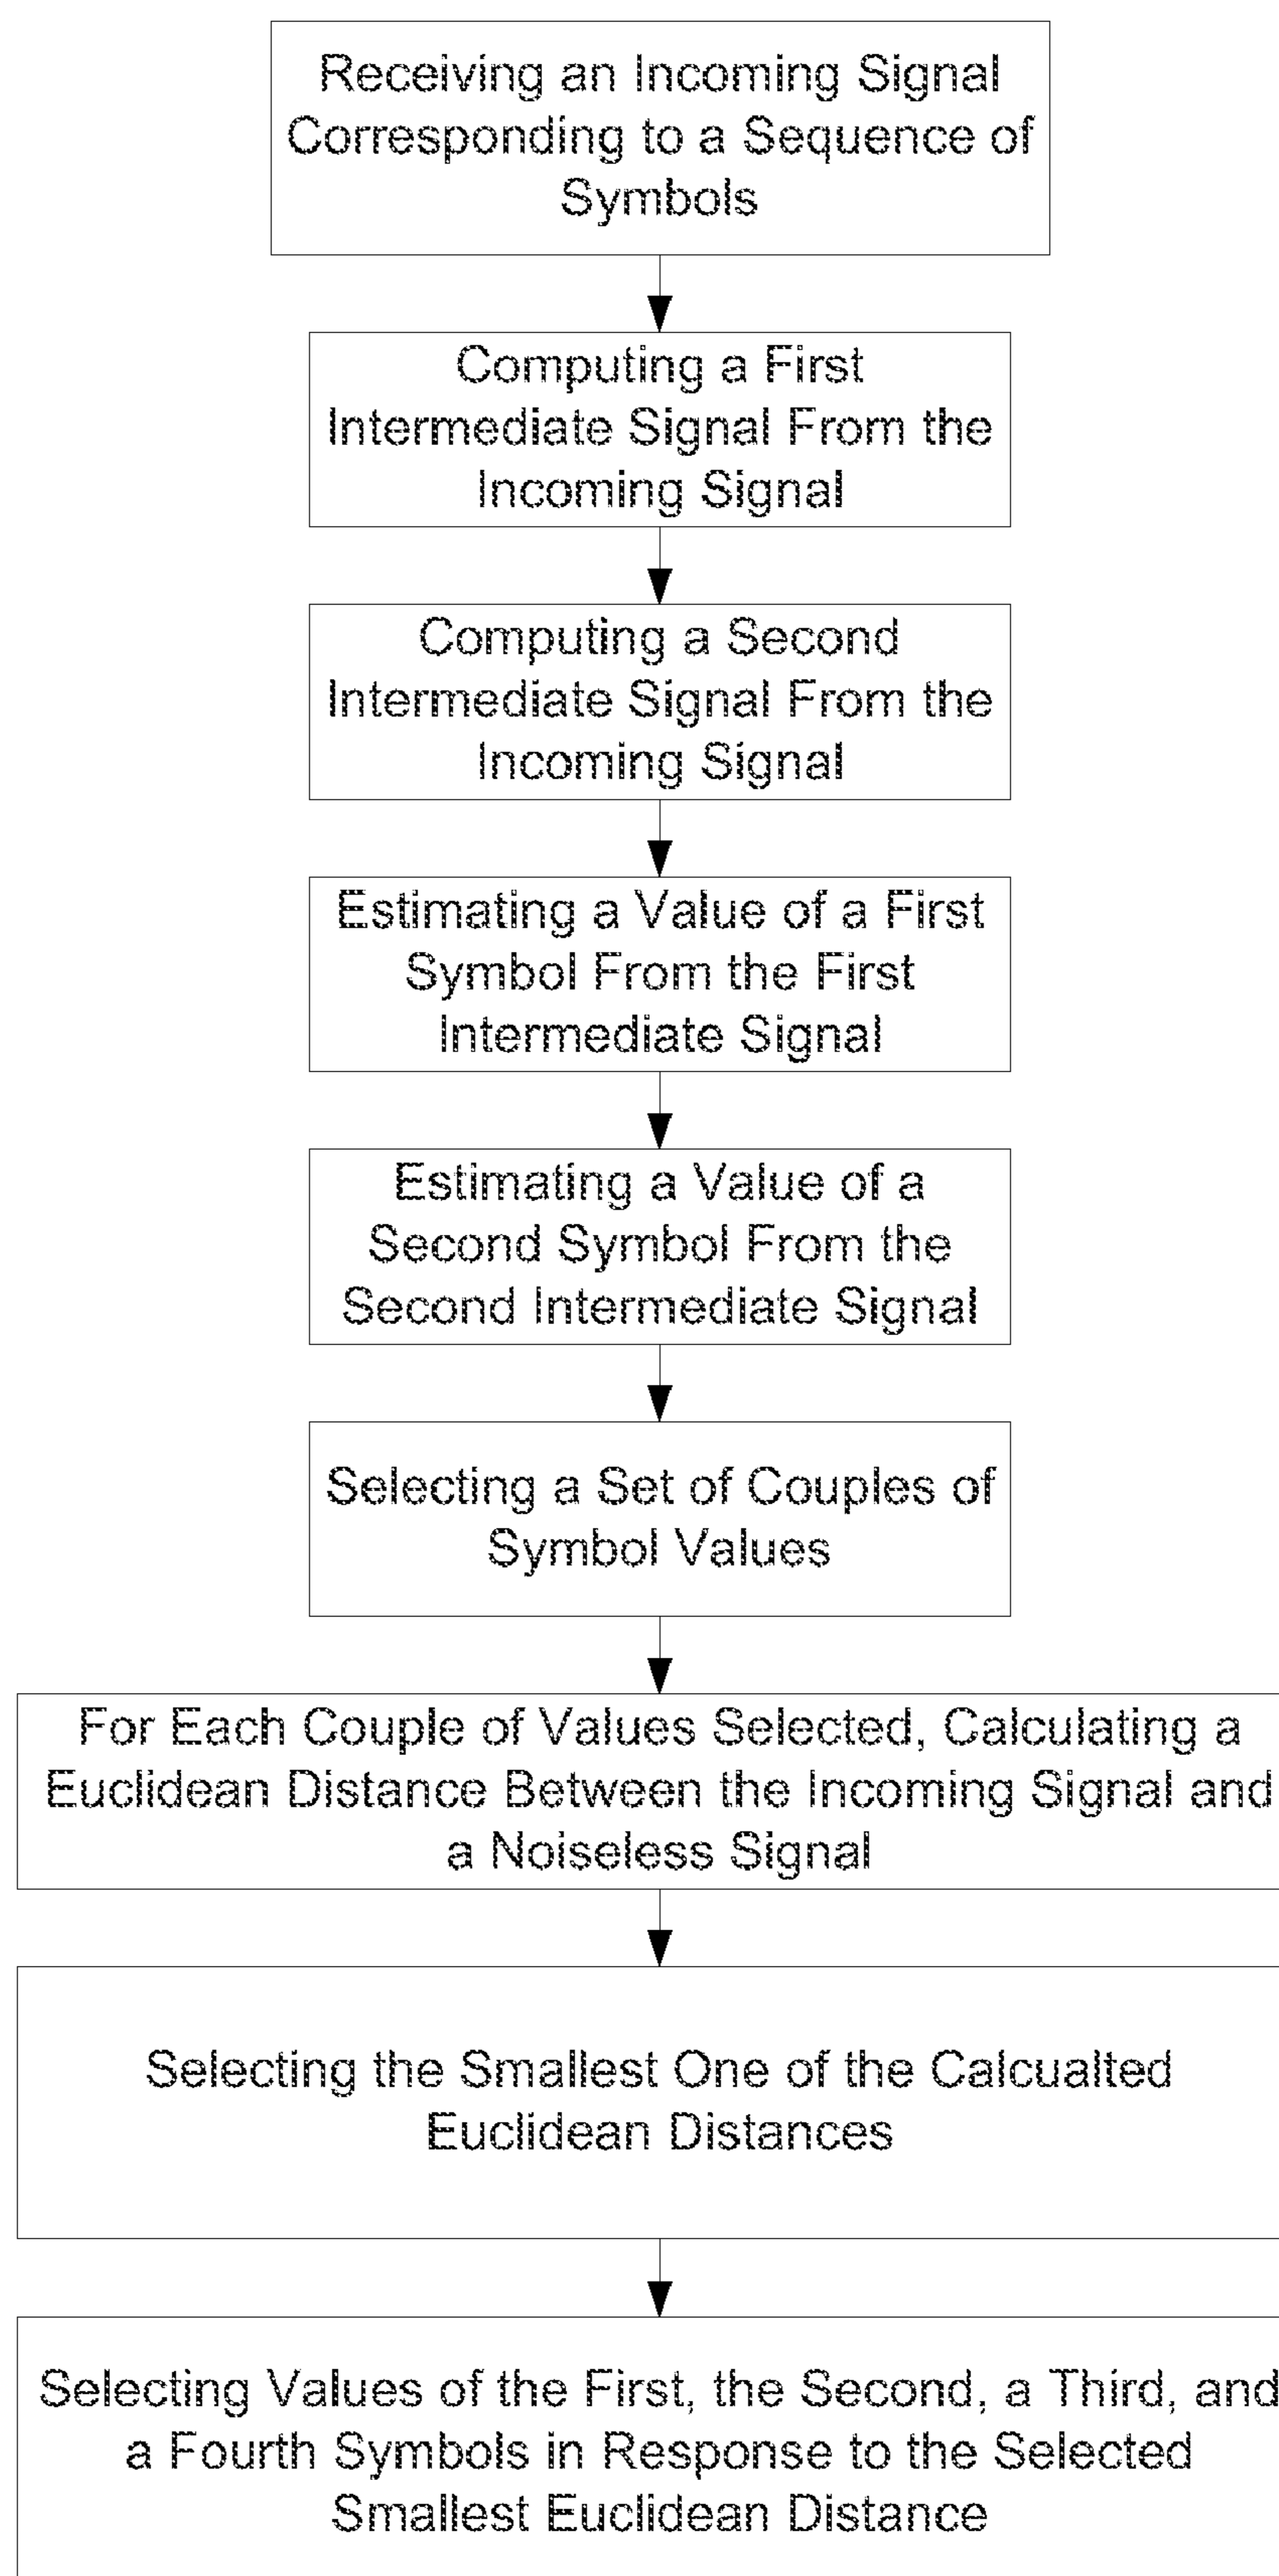 Receiving an Incoming Signal
Corresponding to a Sequence of
Symbols
Computing a First
Intermediate Signal From the
Incoming Signal
Computing a Second
Intermediate Signal From the
Incoming Signal
Estimating a Value of a First
Symbol From the First
Intermediate Signal
Estimating a Value of a
Second Symbol From the
Second Intermediate Signal
Selecting a Set of Couples of
Symbol Values
For Each Couple of Values Selected, Calculating a
Euclidean Distance Between the Incoming Signal and
a Noiseless Signal
Selecting the Smallest One of the Calcualted
Euclidean Distances
Selecting Values of the First, the Second, a Third, and
a Fourth Symbols in Response to the Selected
Smallest Euclidean Distance